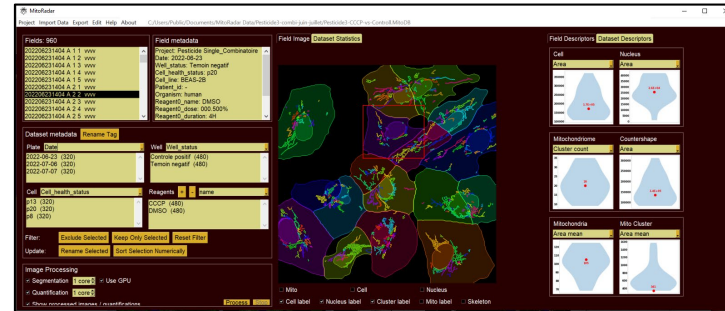 MitoRadar
Project Import Data Export Edit Help About C:/Users/Public/Documents/MitoRadar Data/Pesticide3-combi-juin-juillet/Pesticide3-CCCP-vs-Controll.MitoDB
Fields: 960
202206231404 A 1 1 vvvv
202206231404 A 1 2 vvvv
202206231404 A 1 3 vvvv
202206231404 A 1 4 vvvv
202206231404 A 1 5 vvvv
202206231404 A 2 1 vvvv
202206231404 A 2 2 vvvv
202206231404 A 2 3 vvvv
202206231404 A 2 4 vvvv
202206231404 A 2 5 vvvv
Field metadata
Project: Pesticide Single_Combinatoire
Date: 2022-06-23
Well_status: Temoin negatif
Cell_health_status: p20
Cell_line: BEAS-2B
Patient_id: -
Organism: human
Reagent0_name: DMSO
Reagent0_dose: 000.500%
Reagent0_duration: 4H
Dataset metadata Rename Tag
Plate Date
2022-06-23 (320)
2022-07-06 (320)
2022-07-07 (320)
Well Well_status
Controle positif (480)
Temoin negatif (480)
Cell Cell_health_status
p13 (320)
p20 (320)
p8 (320)
Reagents + - name
CCCP (480)
DMSO (480)
Filter: Exclude Selected Keep Only Selected Reset Filter
Update: Rename Selected Sort Selection Numerically
Image Processing
Segmentation 1 core Use GPU
Quantification 1 core
Show processed images / quantifications Process
Field Image Dataset Statistics
Mito Cell Nucleus
Cell label Nucleus label Cluster label Mito label Skeleton
Field Descriptors Dataset Descriptors
Cell
Area
Nucleus
Area
Mitochondriome
Cluster count
Countershape
Area
Mitochondria
Area mean
Mito Cluster
Area mean